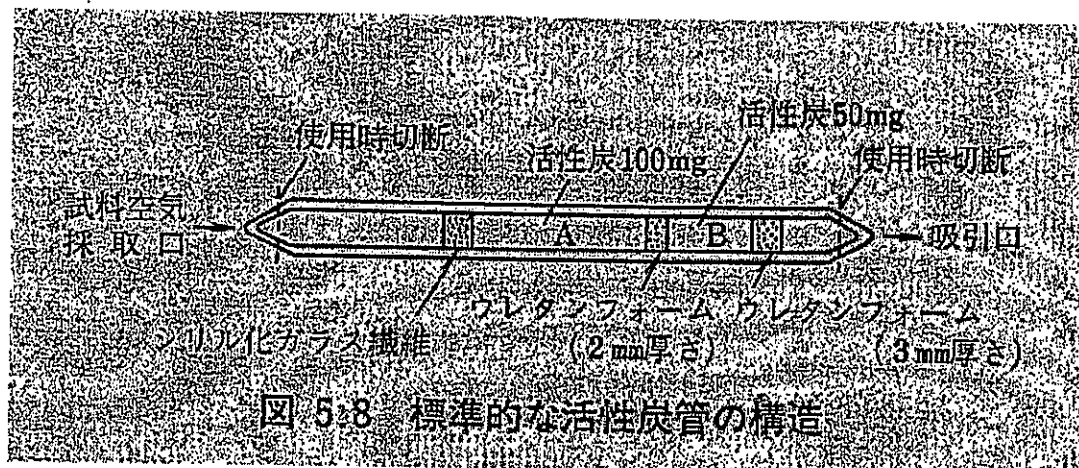 活性炭50mg
使用時切断
活性炭100mg
使用時切断
試料空気
採取口
A
B
吸引口
シリル化ガラス繊維
ウレタンフォーム
(2mm厚さ)
ウレタンフォーム
(3mm厚さ)
図 5.8 標準的な活性炭管の構造